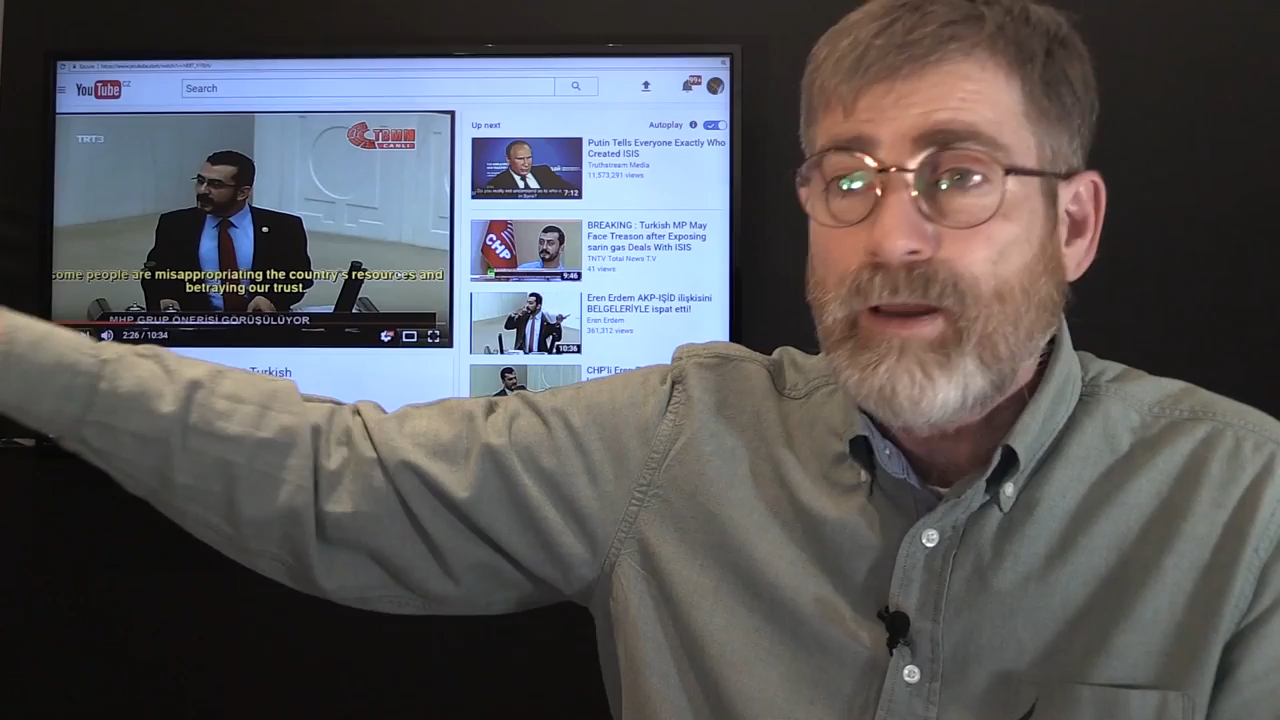 Secure
YouTube CZ
Search
99+
TRT3
TBMM
CANLI
some people are misappropriating the country's resources and
betraying our trust.
MHP GRUP ÖNERİSİ GÖRÜŞÜLÜYOR
2:26 / 10:34
Turkish
Up next
Autoplay
Putin Tells Everyone Exactly Who
Created ISIS
Truthstream Media
11,573,291 views
7:12
BREAKING : Turkish MP May
Face Treason after Exposing
sarin gas Deals With ISIS
TNTV Total News T.V
41 views
CHP
9:46
Eren Erdem AKP-IŞİD ilişkisini
BELGELERİYLE ispat etti!
Eren Erdem
361,312 views
10:36
CHP'li Eren